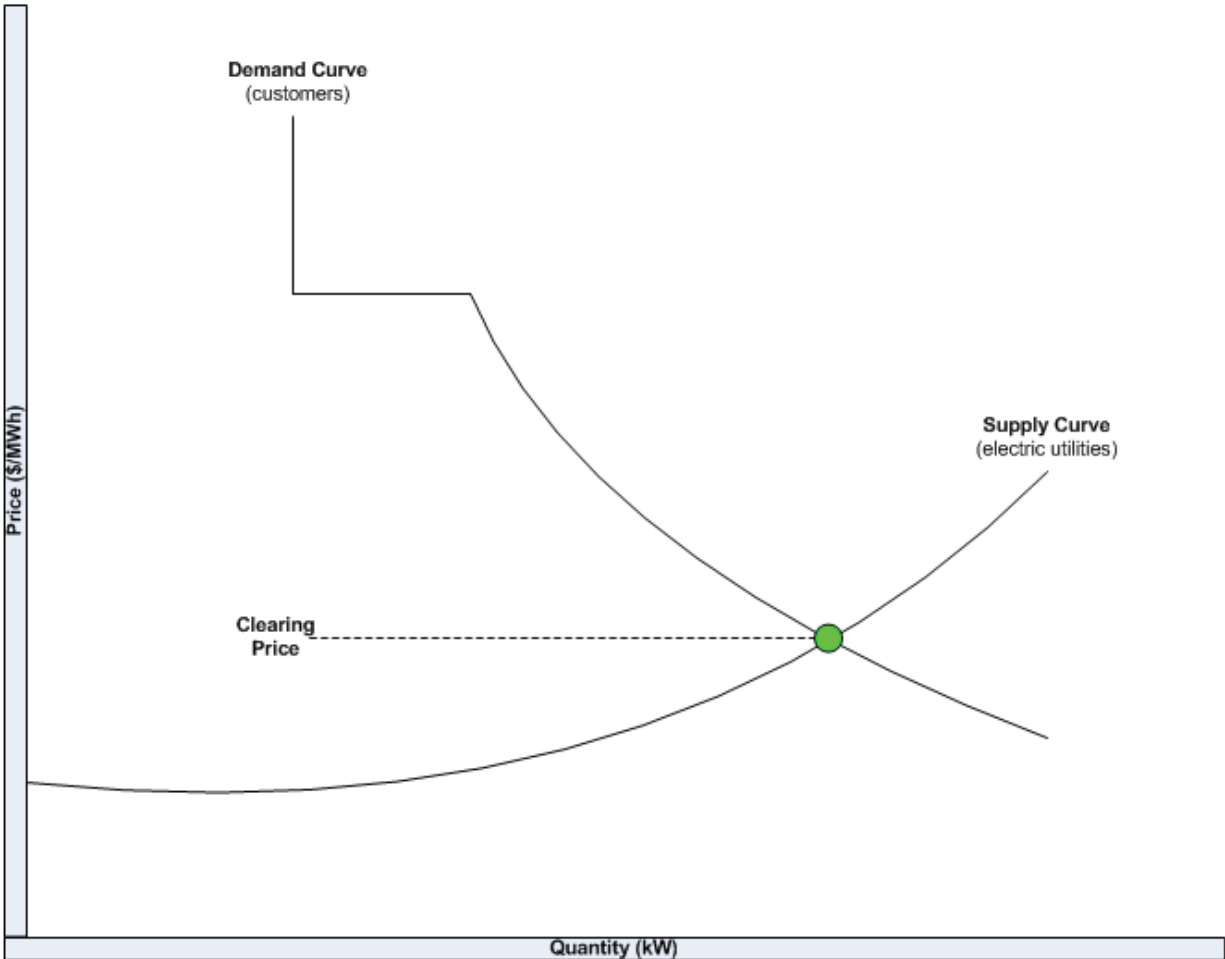 Demand Curve
(customers)
Supply Curve
(electric utilities)
Price ($/MWh)
Clearing
Price
Quantity (kW)